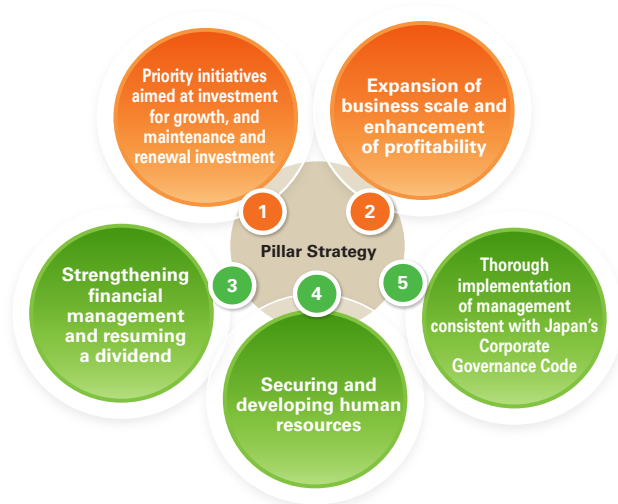 Priority initiatives
aimed at investment
for growth, and
maintenance and
renewal investment
Expansion of
business scale and
enhancement
of profitability
1
2
Pillar Strategy
3
4
5
Strengthening
financial
management
and resuming
a dividend
Securing and
developing human
resources
Thorough
implementation
of management
consistent with Japan’s
Corporate
Governance Code